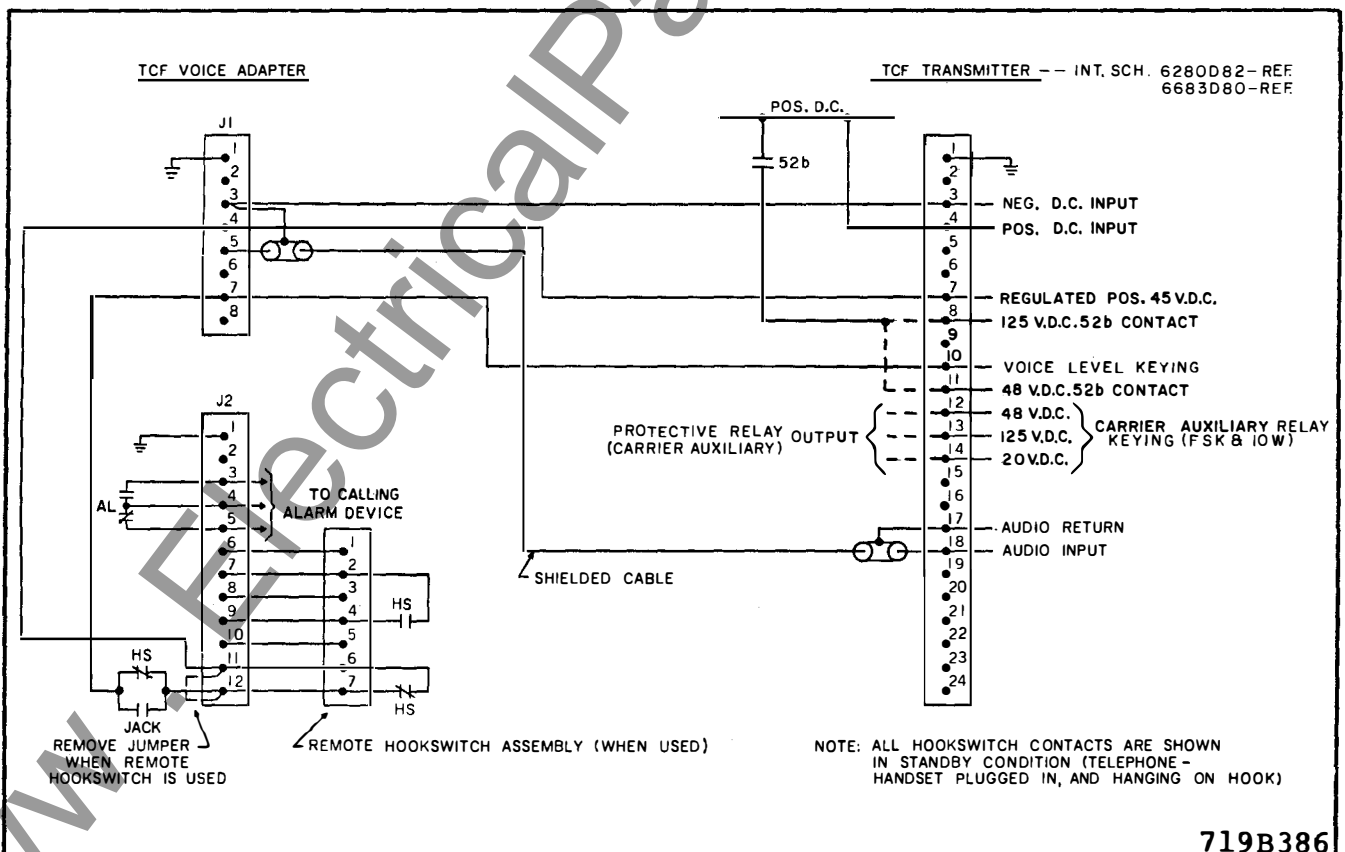 TCF VOICE ADAPTER
TCF TRANSMITTER -- INT. SCH. 6280D82-REF.
6683D80-REF.
POS. D.C.
52b
J1
1
2
3
4
5
6
7
8
1
2
3
4
5
6
7
8
9
10
11
12
13
14
15
16
17
18
19
20
21
22
23
24
NEG. D.C. INPUT
POS. D.C. INPUT
REGULATED POS. 45 V.D.C.
125 V.D.C. 52b CONTACT
VOICE LEVEL KEYING
48 V.D.C. 52b CONTACT
48 V.D.C.
125 V.D.C.
20 V.D.C.
CARRIER AUXILIARY RELAY
KEYING (FSK & 10W)
PROTECTIVE RELAY OUTPUT
(CARRIER AUXILIARY)
AUDIO RETURN
AUDIO INPUT
SHIELDED CABLE
J2
1
2
3
4
5
6
7
8
9
10
11
12
AL
TO CALLING
ALARM DEVICE
1
2
3
4
5
6
7
HS
HS
HS
JACK
REMOVE JUMPER
WHEN REMOTE
HOOKSWITCH IS USED
REMOTE HOOKSWITCH ASSEMBLY (WHEN USED)
NOTE: ALL HOOKSWITCH CONTACTS ARE SHOWN
IN STANDBY CONDITION (TELEPHONE-
HANDSET PLUGGED IN, AND HANGING ON HOOK)
719B386